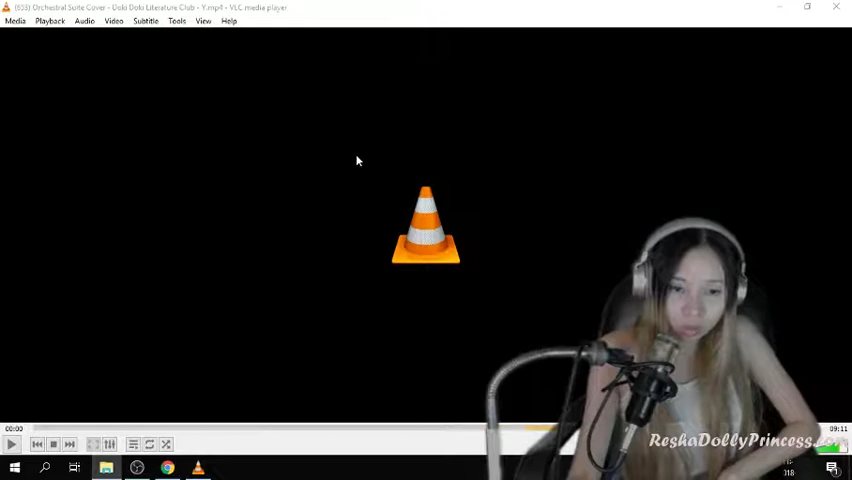 (653) Orchestral Suite Cover - Doki Doki Literature Club - Y.mp4 - VLC media player
Media Playback Audio Video Subtitle Tools View Help
00:00
09:11
ReshaDollyPrincess.com